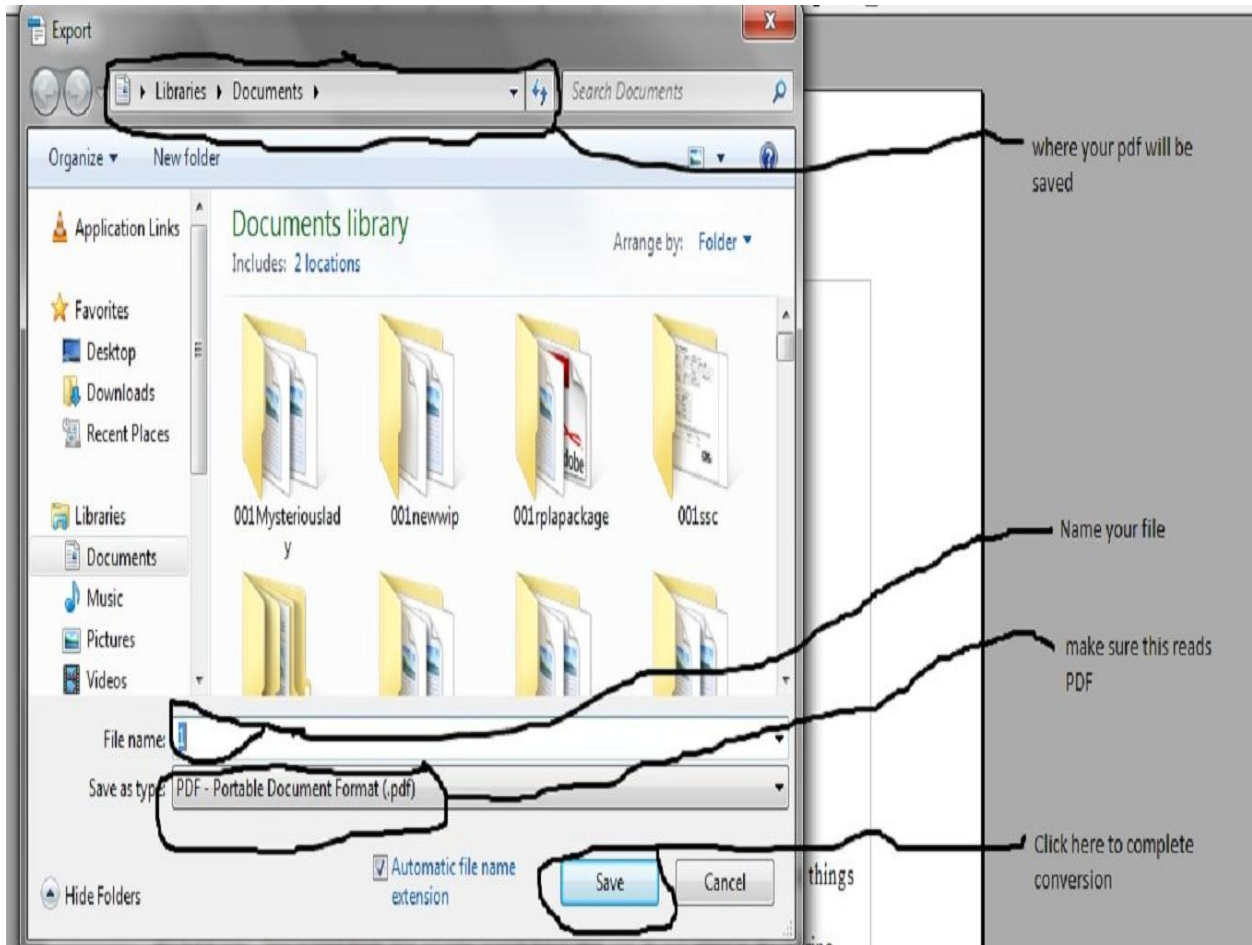 Export
X
Libraries Documents
Search Documents
where your pdf will be
saved
Organize New folder
Application Links
Favorites
Desktop
Downloads
Recent Places
Libraries
Documents
Music
Pictures
Videos
Documents library
Includes: 2 locations
Arrange by: Folder
001Mysteriouslad
y
001newwip
001rplapackage
001ssc
Name your file
make sure this reads
PDF
File name:
Save as type: PDF - Portable Document Format (.pdf)
Automatic file name
extension
Hide Folders
Save
Cancel
things
Click here to complete
conversion